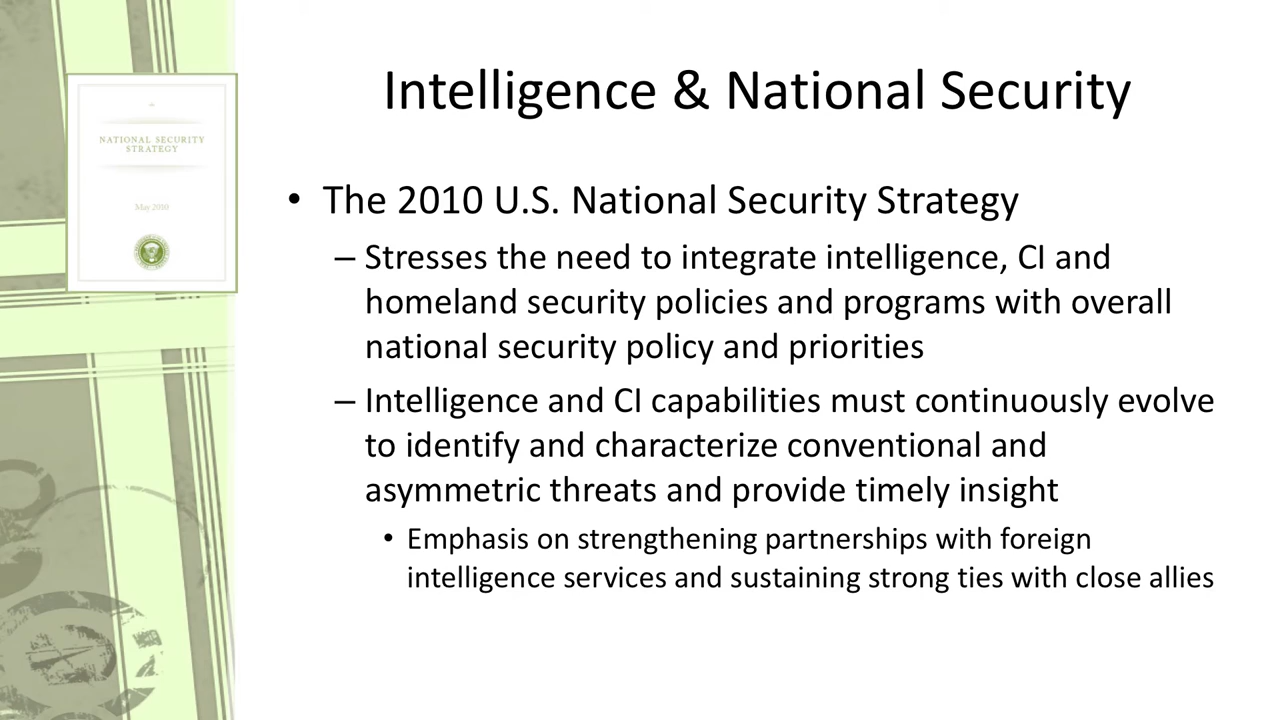 Intelligence & National Security
NATIONAL SECURITY
STRATEGY
May 2010
• The 2010 U.S. National Security Strategy
– Stresses the need to integrate intelligence, CI and
homeland security policies and programs with overall
national security policy and priorities
– Intelligence and CI capabilities must continuously evolve
to identify and characterize conventional and
asymmetric threats and provide timely insight
• Emphasis on strengthening partnerships with foreign
intelligence services and sustaining strong ties with close allies